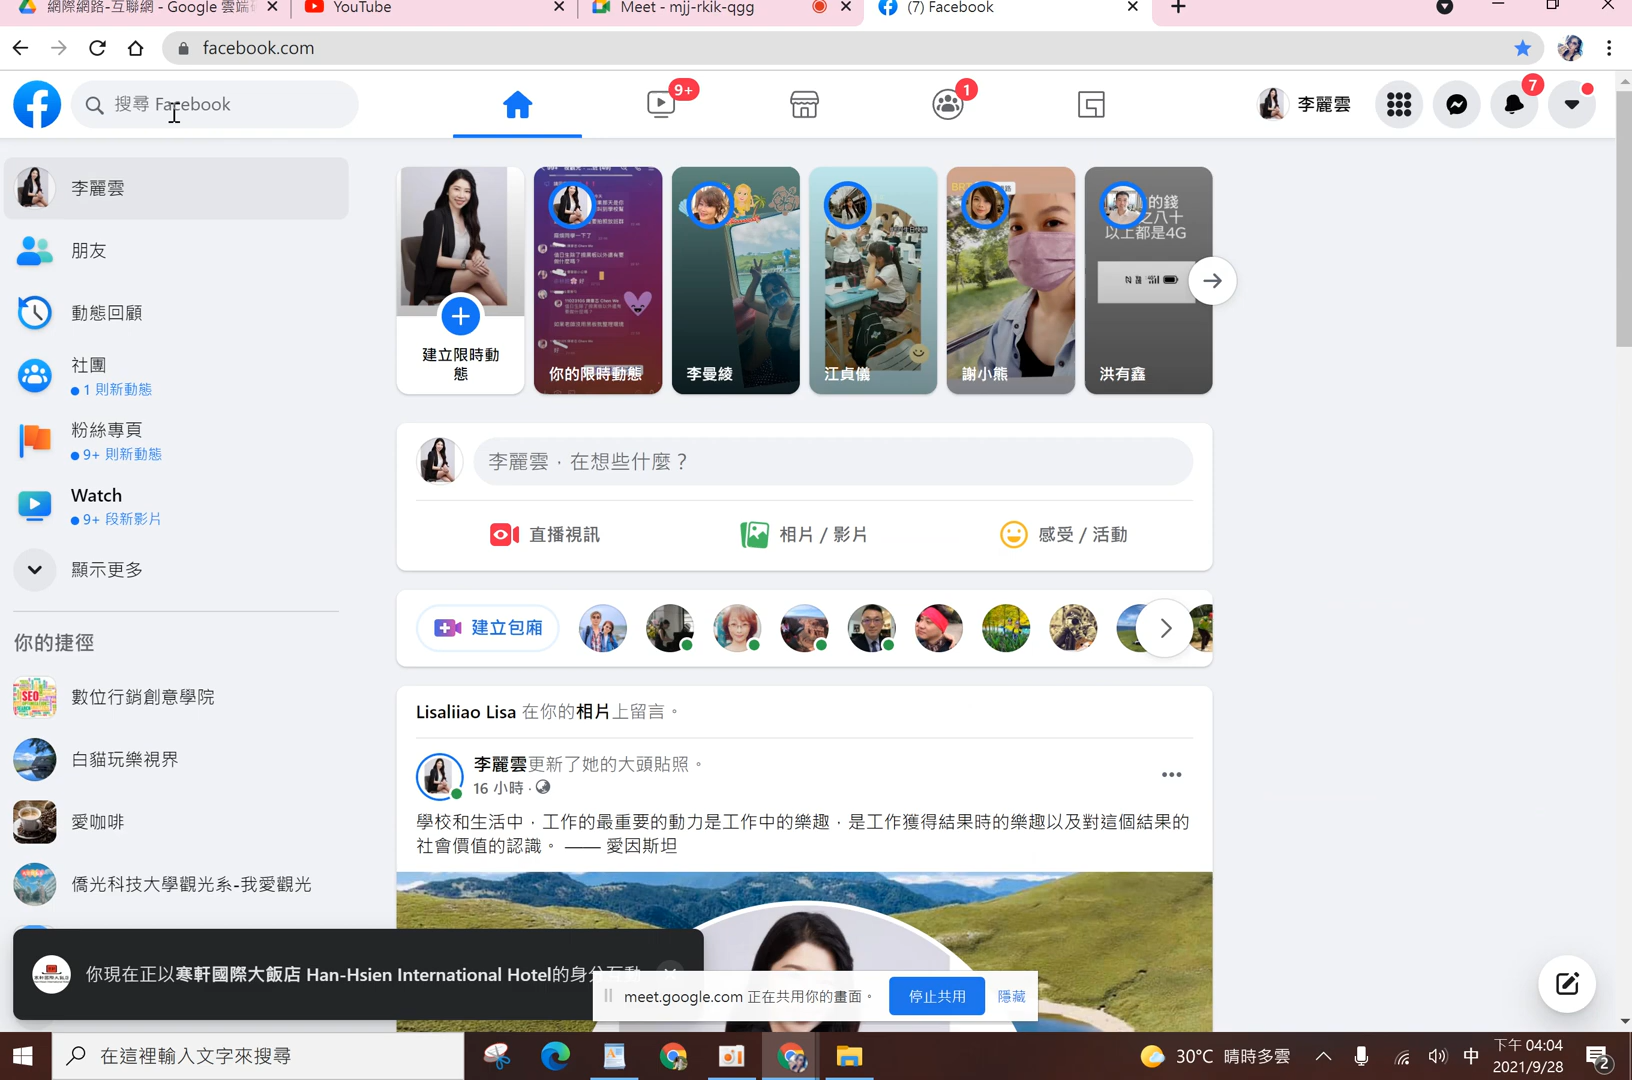 網際網路-互聯網 - Google 雲端硬
YouTube
Meet - mjj-rkik-qgg
(7) Facebook
facebook.com
搜尋 Facebook
9+
1
李麗雲
7
李麗雲
朋友
動態回顧
社團
1 則新動態
粉絲專頁
9+ 則新動態
Watch
9+ 段新影片
顯示更多
你的捷徑
SEO
數位行銷創意學院
白貓玩樂視界
愛咖啡
僑光科技大學觀光系-我愛觀光
建立限時動
態
你的限時動態
李曼綾
汪貞儀
謝小熊
的錢
之八十
以上都是4G
洪有鑫
李麗雲，在想些什麼？
直播視訊
相片 / 影片
感受 / 活動
建立包廂
Lisaliiao Lisa 在你的相片上留言。
李麗雲更新了她的大頭貼照。
16 小時 ·
學校和生活中，工作的最重要的動力是工作中的樂趣，是工作獲得結果時的樂趣以及對這個結果的
社會價值的認識。 —— 愛因斯坦
你現在正以寒軒國際大飯店 Han-Hsien International Hotel的身分互動
meet.google.com 正在共用你的畫面。
停止共用
隱藏
在這裡輸入文字來搜尋
30°C 晴時多雲
中
下午 04:04
2021/9/28
2